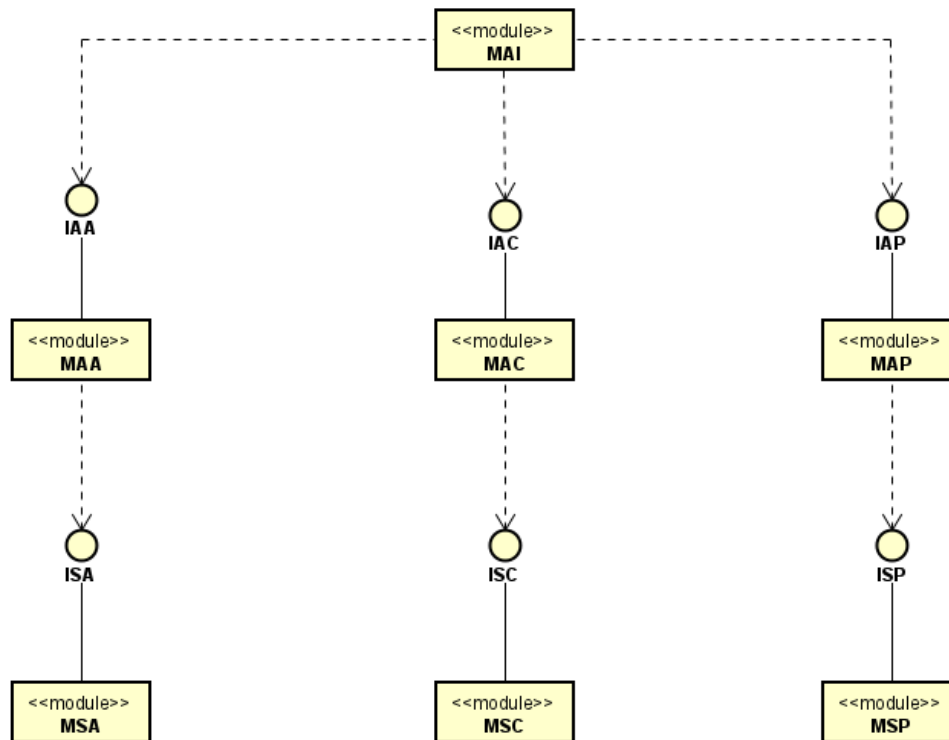 <<module>>
MAI
IAA
IAC
IAP
<<module>>
MAA
<<module>>
MAC
<<module>>
MAP
ISA
ISC
ISP
<<module>>
MSA
<<module>>
MSC
<<module>>
MSP